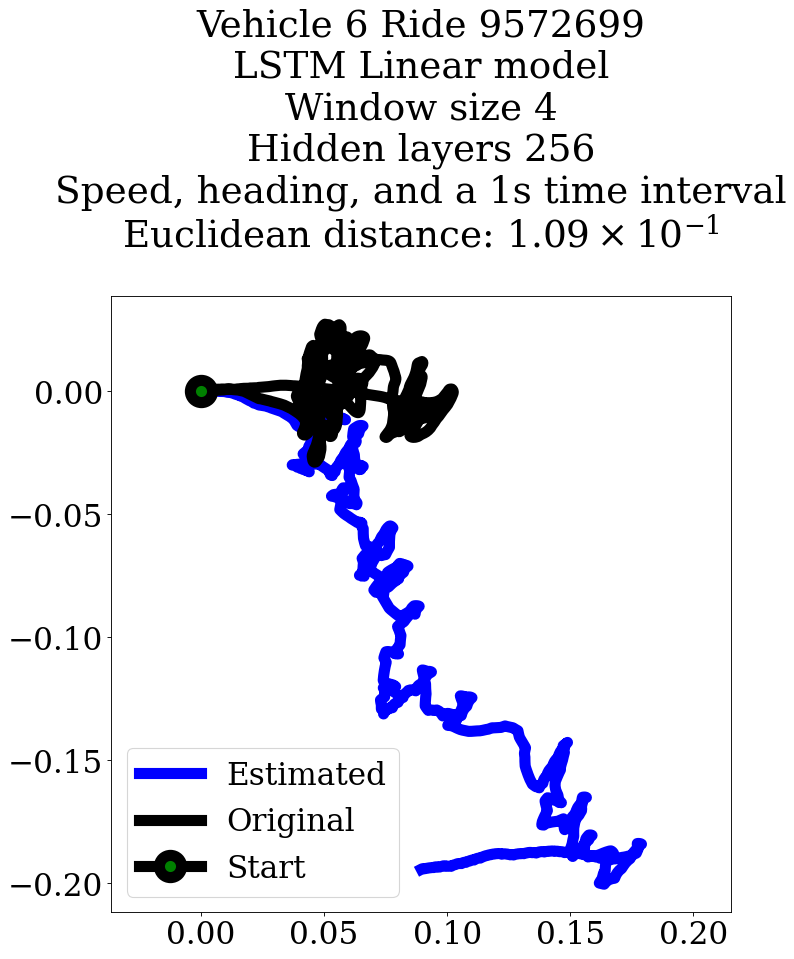 Vehicle 6 Ride 9572699
LSTM Linear model
Window size 4
Hidden layers 256
Speed, heading, and a 1s time interval
Euclidean distance: 1.09 × 10⁻¹
0.00
−0.05
−0.10
−0.15
−0.20
Estimated
Original
Start
0.00 0.05 0.10 0.15 0.20